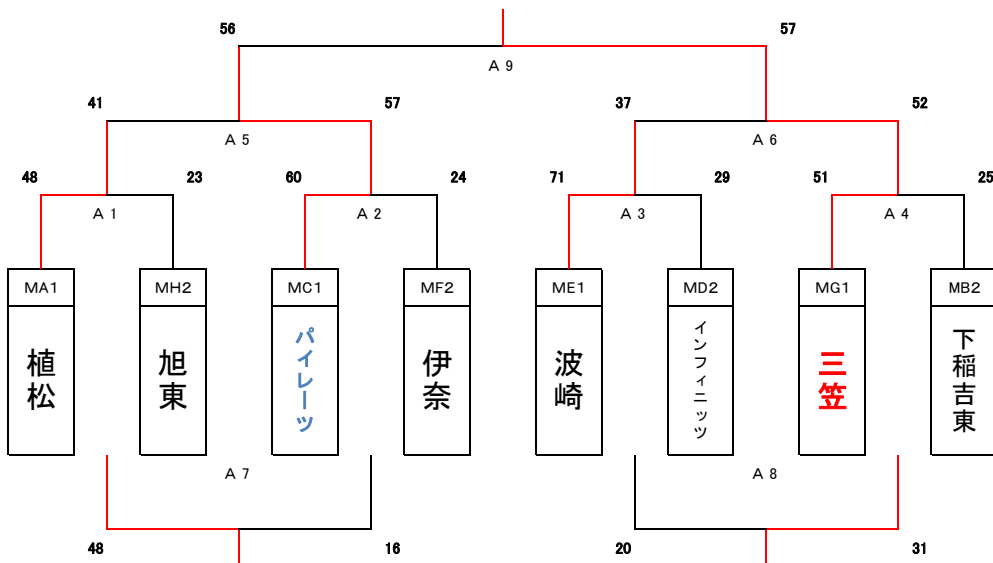 56 57
A 9
41 57 37 52
A 5 A 6
48 23 60 24 71 29 51 25
A 1 A 2 A 3 A 4
MA1 MH2 MC1 MF2 ME1 MD2 MG1 MB2
植松
旭東
パイレーツ
伊奈
波崎
インフィニッツ
三笠
下稲吉東
A 7 A 8
48 16 20 31